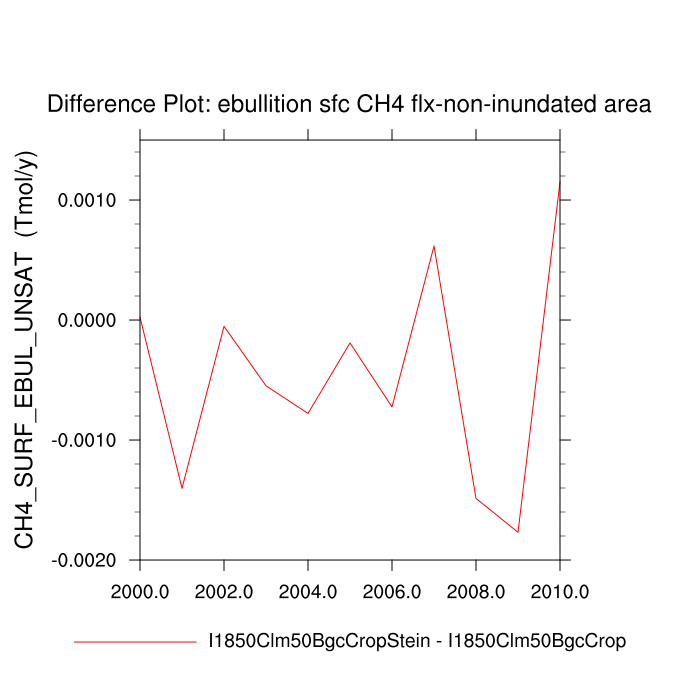 Difference Plot: ebullition sfc CH4 flx-non-inundated area
CH4_SURF_EBUL_UNSAT (Tmol/y)
0.0010
0.0000
-0.0010
-0.0020
2000.0 2002.0 2004.0 2006.0 2008.0 2010.0
I1850Clm50BgcCropStein - I1850Clm50BgcCrop